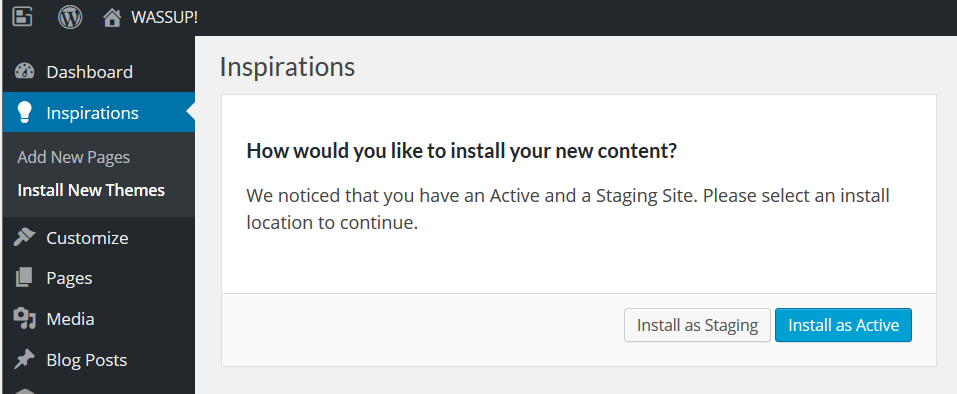 WASSUP!
Dashboard
Inspirations
Add New Pages
Install New Themes
Customize
Pages
Media
Blog Posts
Inspirations
How would you like to install your new content?
We noticed that you have an Active and a Staging Site. Please select an install
location to continue.
Install as Staging
Install as Active